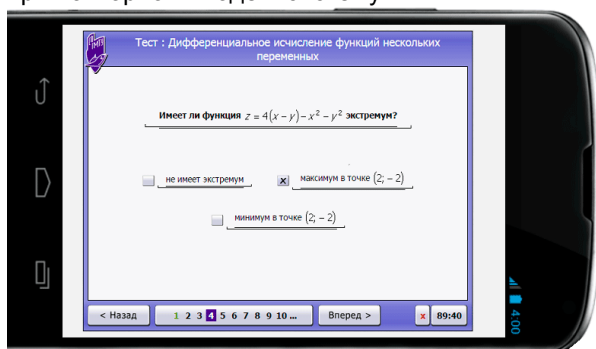 Тест : Дифференциальное исчисление функций нескольких
переменных
Имеет ли функция z = 4(x − y) − x² − y² экстремум?
не имеет экстремум
x максимум в точке (2; − 2)
минимум в точке (2; − 2)
< Назад 1 2 3 4 5 6 7 8 9 10 ... Вперед > x 89:40
4:00